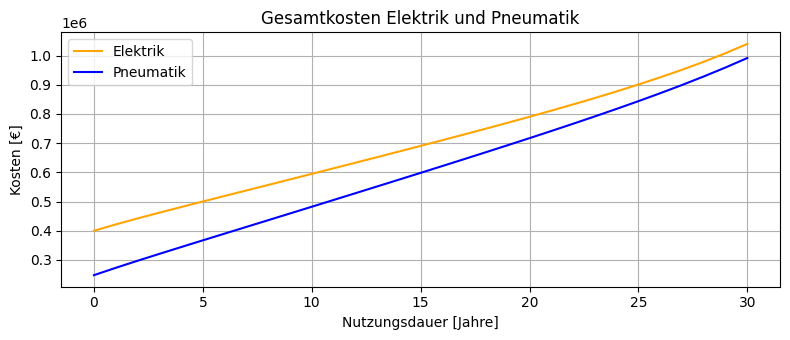 Gesamtkosten Elektrik und Pneumatik
1e6
Elektrik
Pneumatik
1.0
0.9
0.8
0.7
0.6
0.5
0.4
0.3
Kosten [€]
0 5 10 15 20 25 30
Nutzungsdauer [Jahre]